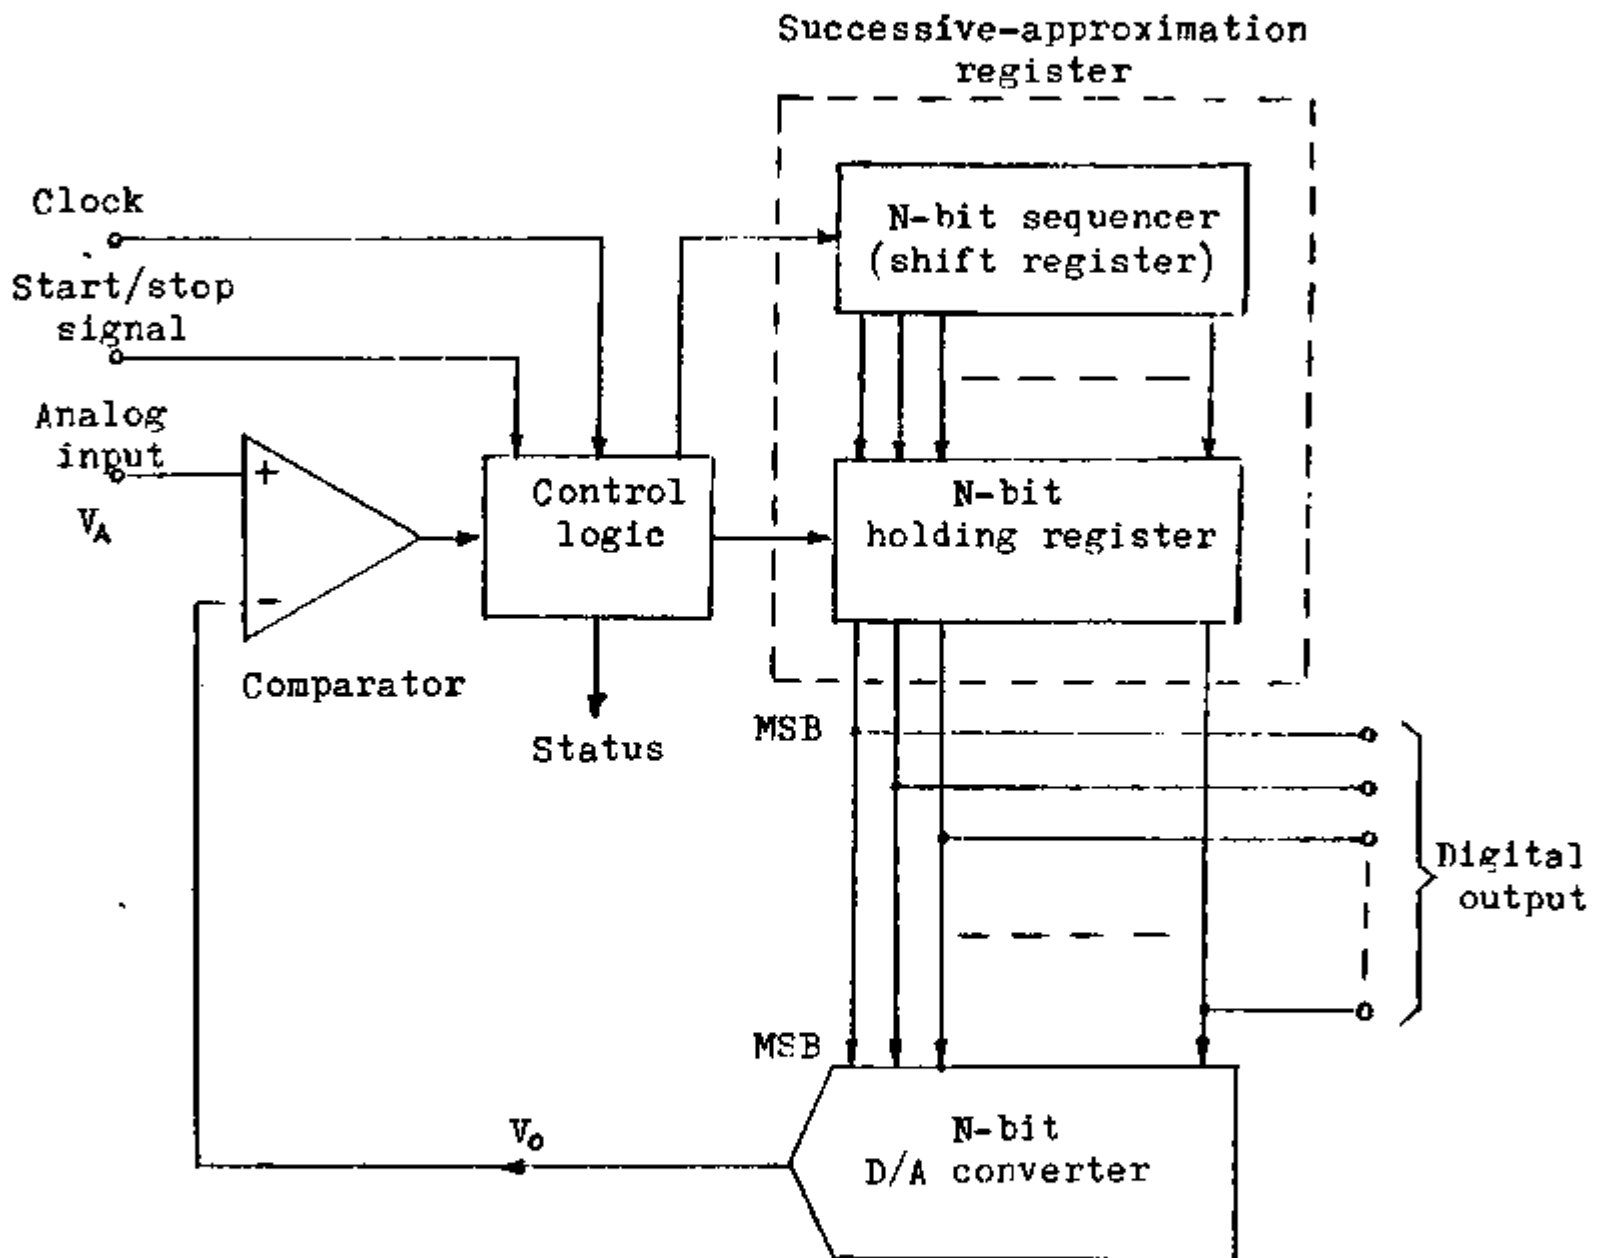 Successive-approximation
register
Clock
Start/stop
signal
Analog
input
V_A
N-bit sequencer
(shift register)
+
-
Control
logic
N-bit
holding register
Comparator
Status
MSB
Digital
output
MSB
V_O
N-bit
D/A converter